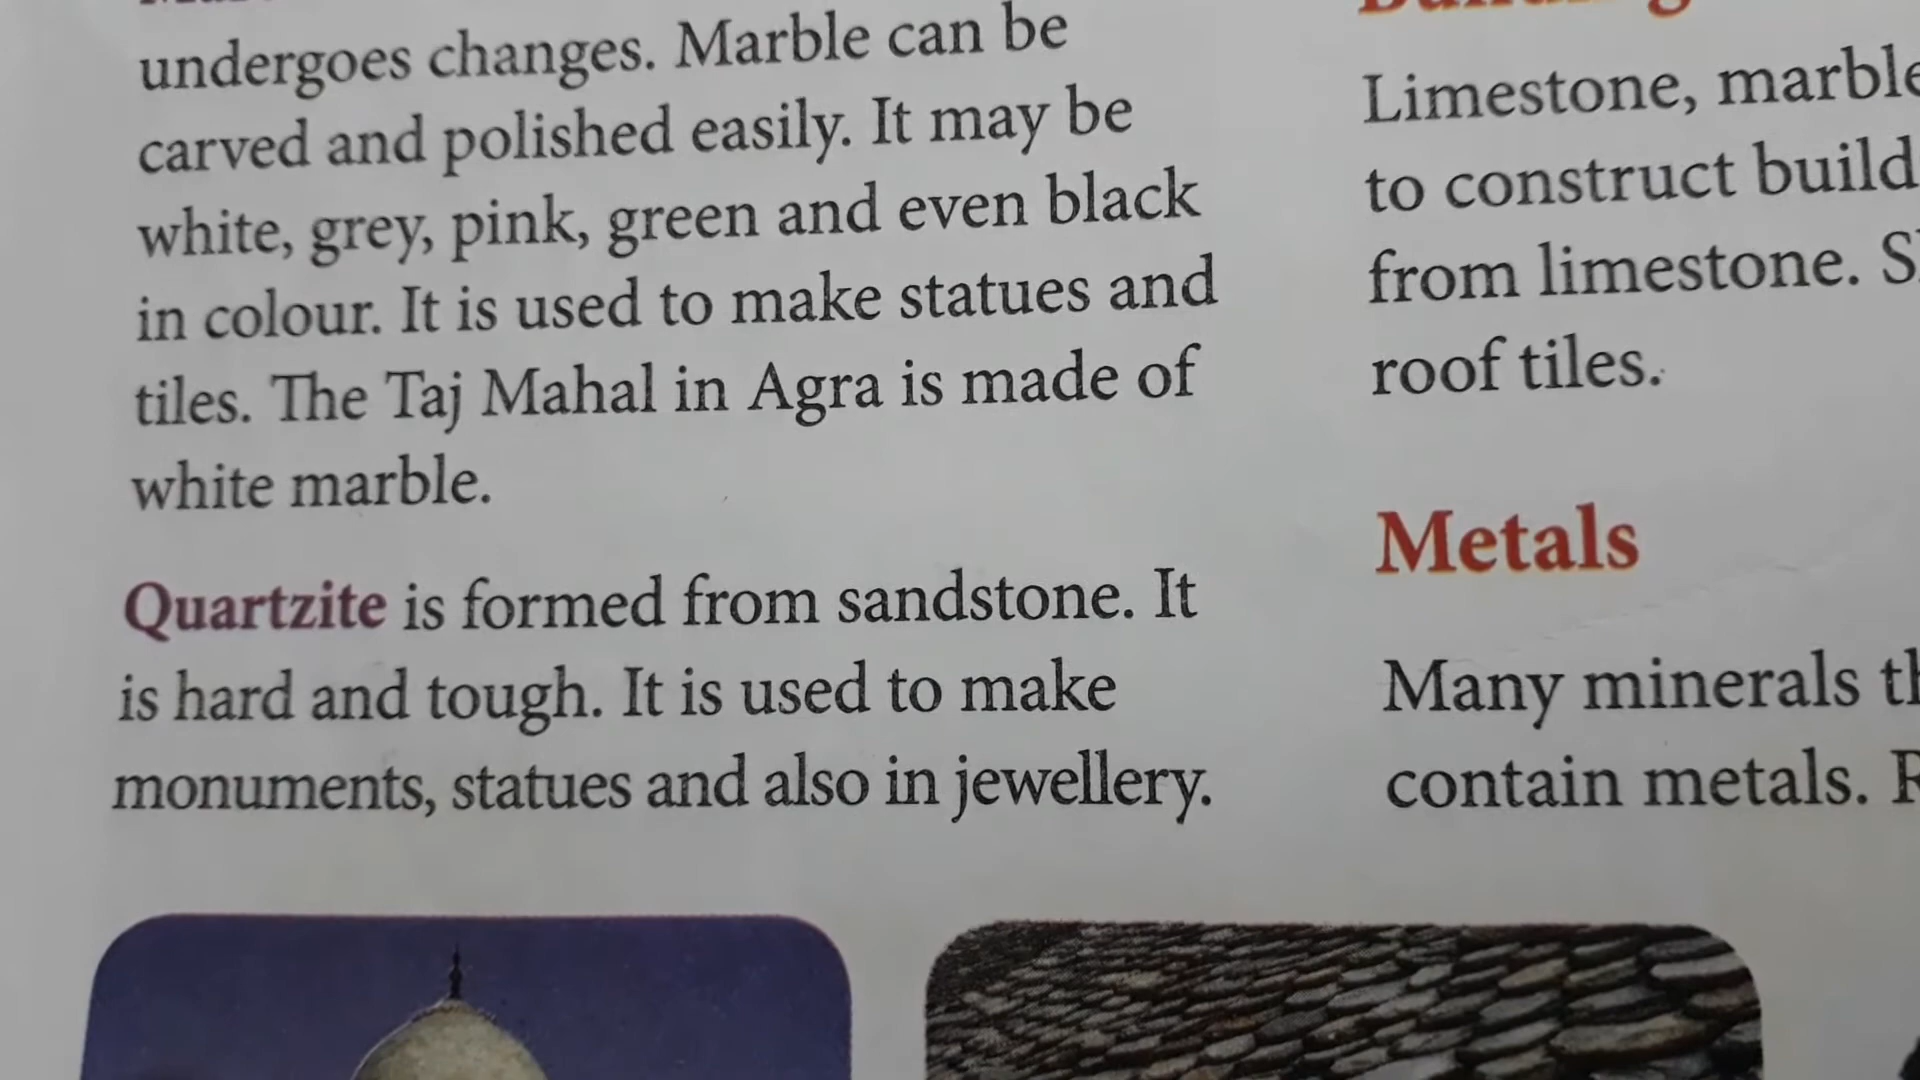 undergoes changes. Marble can be
carved and polished easily. It may be
white, grey, pink, green and even black
in colour. It is used to make statues and
tiles. The Taj Mahal in Agra is made of
white marble.
Quartzite is formed from sandstone. It
is hard and tough. It is used to make
monuments, statues and also in jewellery.
Limestone, marble
to construct build
from limestone.
roof tiles.
Metals
Many minerals
contain metals.